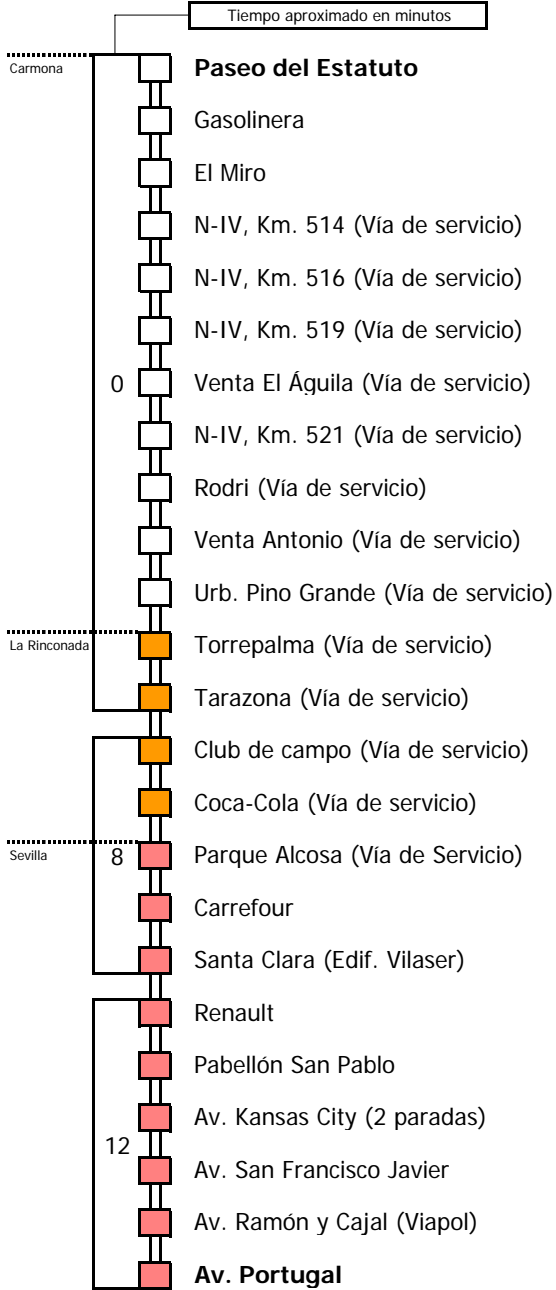 Tiempo aproximado en minutos
Carmona
Paseo del Estatuto
Gasolinera
El Miro
N-IV, Km. 514 (Vía de servicio)
N-IV, Km. 516 (Vía de servicio)
N-IV, Km. 519 (Vía de servicio)
0 Venta El Águila (Vía de servicio)
N-IV, Km. 521 (Vía de servicio)
Rodri (Vía de servicio)
Venta Antonio (Vía de servicio)
Urb. Pino Grande (Vía de servicio)
La Rinconada Torrepalma (Vía de servicio)
Tarazona (Vía de servicio)
Club de campo (Vía de servicio)
Coca-Cola (Vía de servicio)
Sevilla 8 Parque Alcosa (Vía de Servicio)
Carrefour
Santa Clara (Edif. Vilaser)
Renault
Pabellón San Pablo
Av. Kansas City (2 paradas)
12
Av. San Francisco Javier
Av. Ramón y Cajal (Viapol)
Av. Portugal